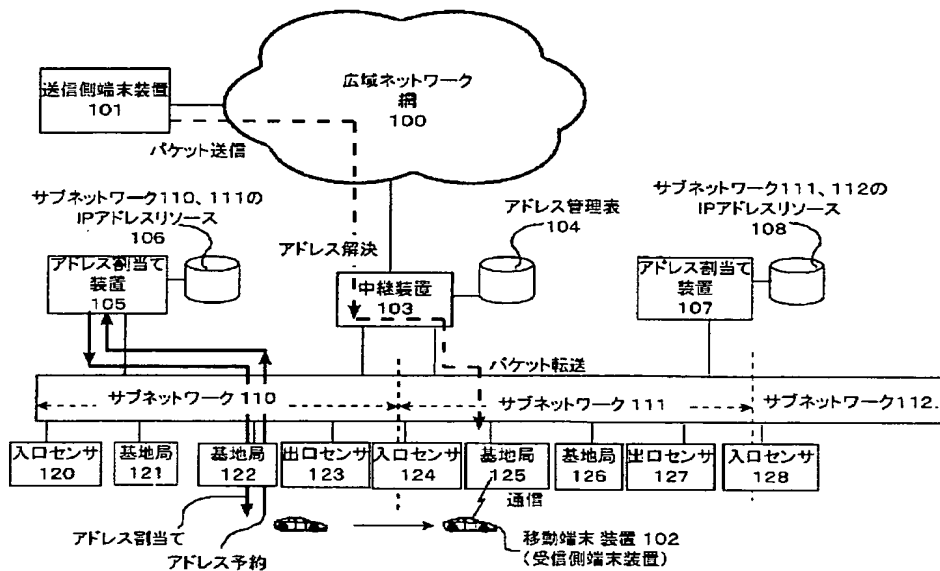 送信側端末装置
101
広域ネットワーク
網
100
パケット送信
サブネットワーク110、111の
IPアドレスリソース
106
アドレス解決
アドレス管理表
104
サブネットワーク111、112の
IPアドレスリソース
108
アドレス割当て
装置
105
中継装置
103
アドレス割当て
装置
107
パケット転送
サブネットワーク 110
サブネットワーク 111
サブネットワーク112
入口センサ
120
基地局
121
基地局
122
出口センサ
123
入口センサ
124
基地局
125
基地局
126
出口センサ
127
入口センサ
128
通信
アドレス割当て
アドレス予約
移動端末 装置 102
(受信側端末装置)